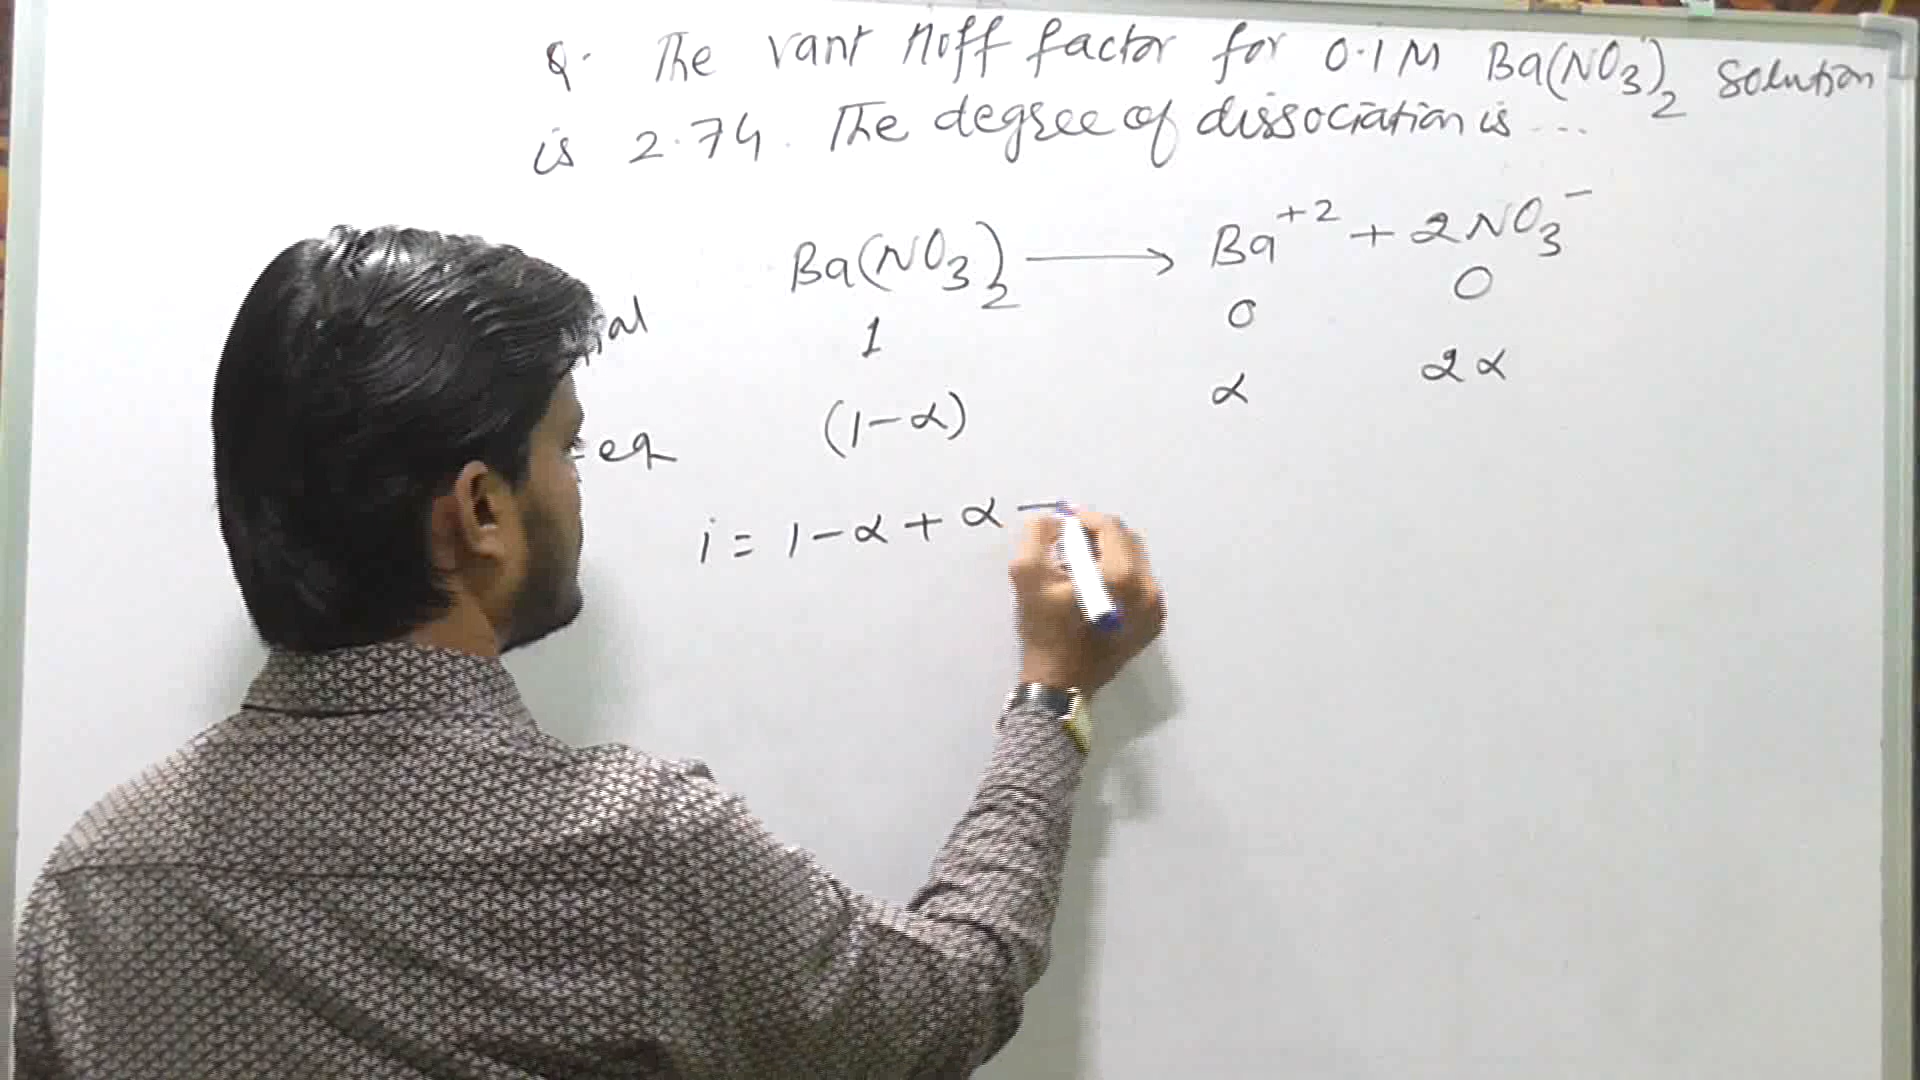 Q. The vant Hoff factor for 0.1M Ba(NO3)2 solution
is 2.74. The degree of dissociation is ...
Ba(NO3)2 ⟶ Ba+2 + 2NO3-
1 0 0
eq (1-α) α 2α
i = 1-α + α